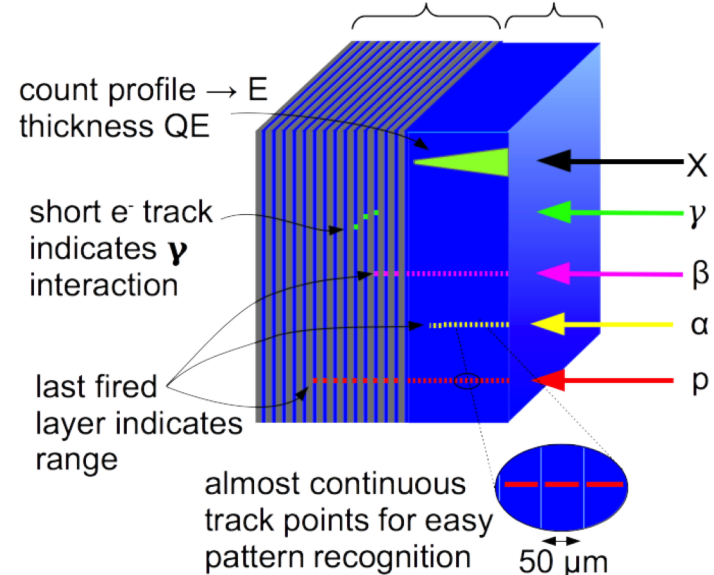 count profile → E
thickness QE
X
short e⁻ track
indicates γ
interaction
γ
β
α
last fired
layer indicates
range
p
almost continuous
track points for easy
pattern recognition
50 μm